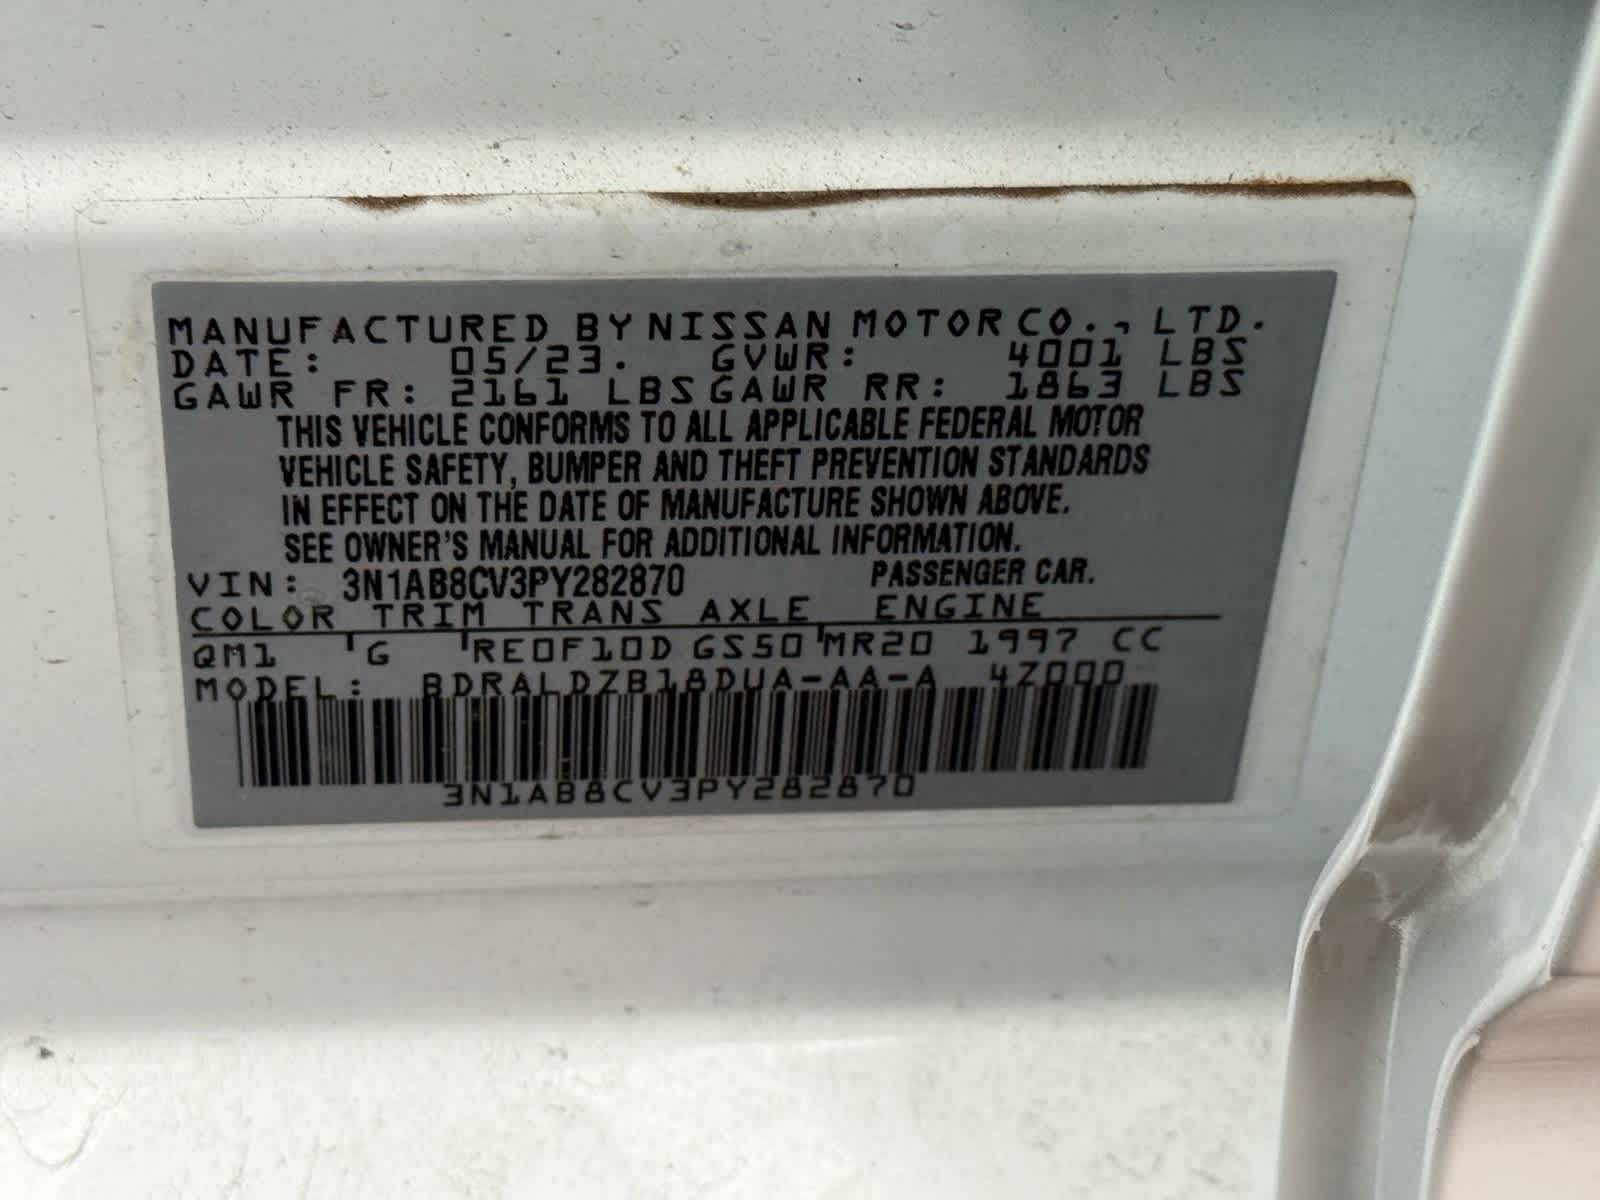 MANUFACTURED BY NISSAN MOTOR CO., LTD.
DATE: 05/23. GVWR: 4001 LBS
GAWR FR: 2161 LBS GAWR RR: 1863 LBS
THIS VEHICLE CONFORMS TO ALL APPLICABLE FEDERAL MOTOR
VEHICLE SAFETY, BUMPER AND THEFT PREVENTION STANDARDS
IN EFFECT ON THE DATE OF MANUFACTURE SHOWN ABOVE.
SEE OWNER'S MANUAL FOR ADDITIONAL INFORMATION.
VIN: 3N1AB8CV3PY282870 PASSENGER CAR.
COLOR TRIM TRANS AXLE ENGINE
QM1 G RE0F10D GS50 MR20 1997 CC
MODEL: BDRALDZB18DUA-AA-A 4Z000
3N1AB8CV3PY282870